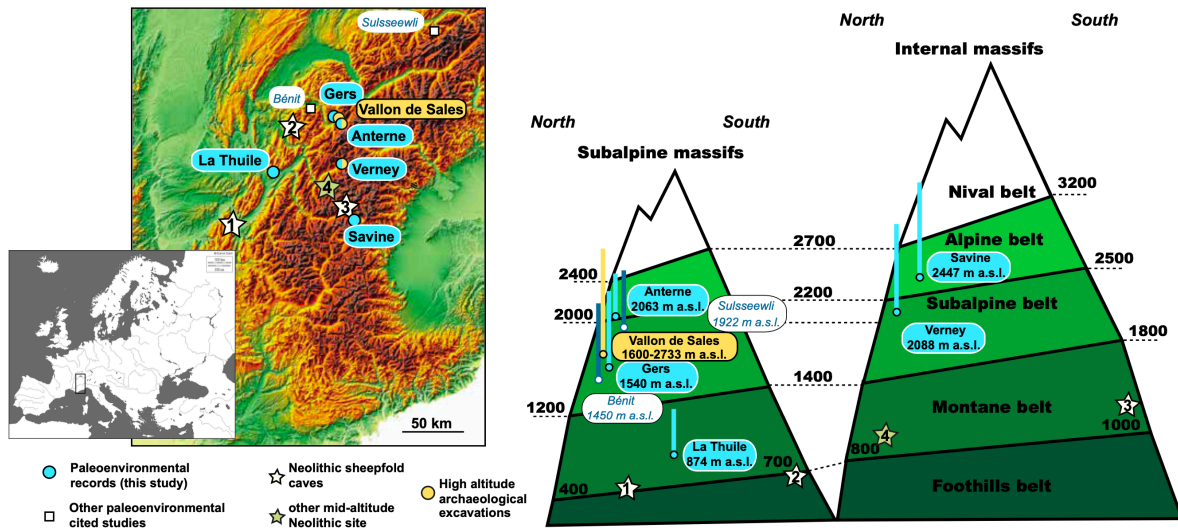 Sulsseewli
Bénit
Gers
Vallon de Sales
2
Anterne
La Thuile
Verney
4
3
1
Savine
50 km
Paleoenvironmental
records (this study)
Other paleoenvironmental
cited studies
Neolithic sheepfold
caves
other mid-altitude
Neolithic site
High altitude
archaeological
excavations
North
South
Subalpine massifs
2700
2400
2200
2000
1400
1200
700
400
Anterne
2063 m a.s.l.
Sulsseewli
1922 m a.s.l.
Vallon de Sales
1600-2733 m a.s.l.
Gers
1540 m a.s.l.
Bénit
1450 m a.s.l.
La Thuile
874 m a.s.l.
1
2
North
South
Internal massifs
Nival belt
3200
Alpine belt
Savine
2447 m a.s.l.
2500
Subalpine belt
Verney
2088 m a.s.l.
1800
Montane belt
3
4
1000
800
Foothills belt